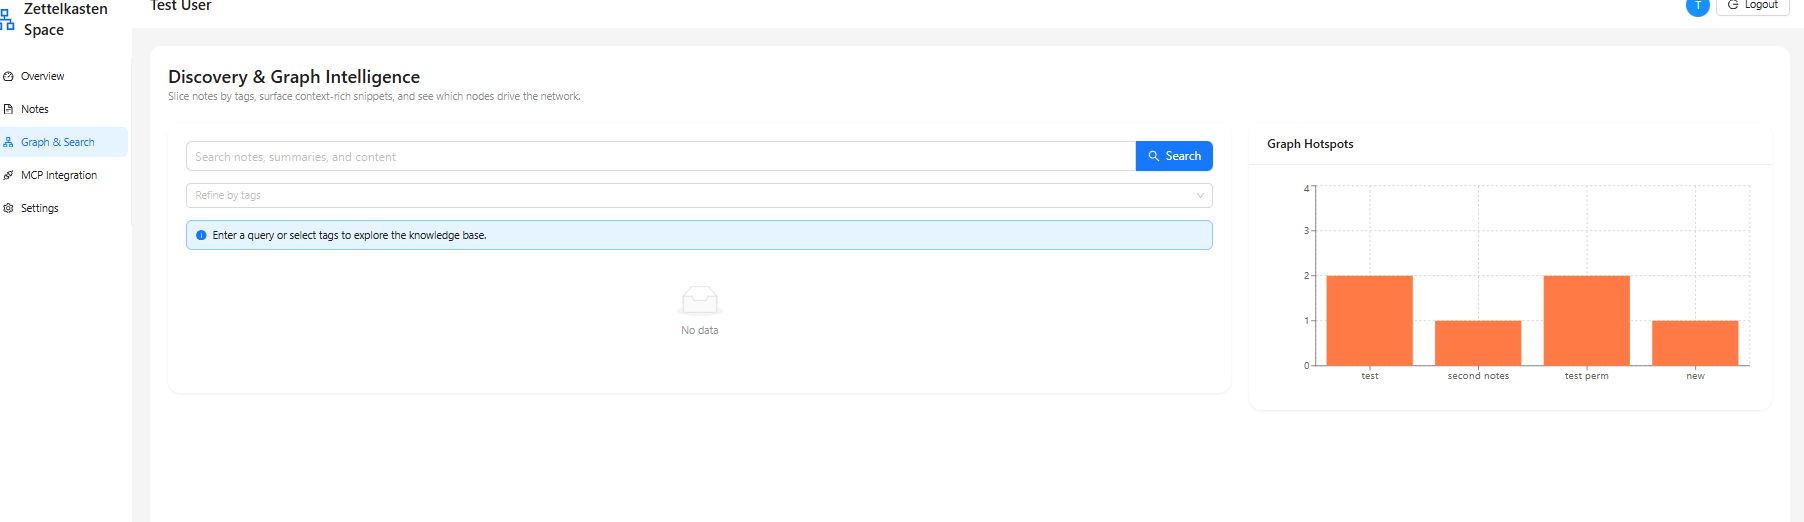 Zettelkasten
Space
Test User
T
Logout
Overview
Notes
Graph & Search
MCP Integration
Settings
Discovery & Graph Intelligence
Slice notes by tags, surface context-rich snippets, and see which nodes drive the network.
Search notes, summaries, and content
Search
Refine by tags
Enter a query or select tags to explore the knowledge base.
No data
Graph Hotspots
4
3
2
1
0
test
second notes
test perm
new